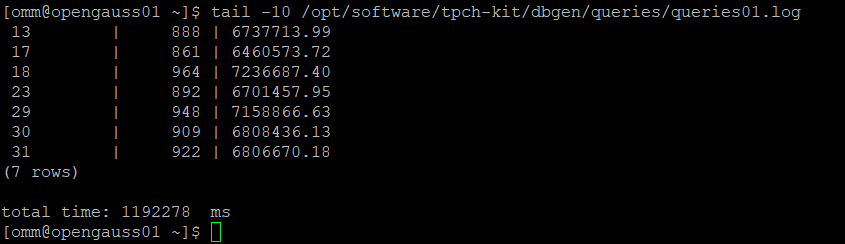 [omm@opengauss01 ~]$ tail -10 /opt/software/tpch-kit/dbgen/queries/queries01.log
13 | 888 | 6737713.99
17 | 861 | 6460573.72
18 | 964 | 7236687.40
23 | 892 | 6701457.95
29 | 948 | 7158866.63
30 | 909 | 6808436.13
31 | 922 | 6806670.18
(7 rows)
total time: 1192278  ms
[omm@opengauss01 ~]$